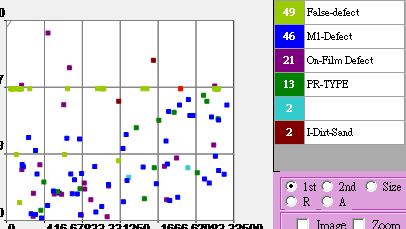 49 False-defect
46 M1-Defect
21 On-Film Defect
13 PR-TYPE
2
2 I-Dirt-Sand
1st 2nd Size
R A
Image Zoom
0